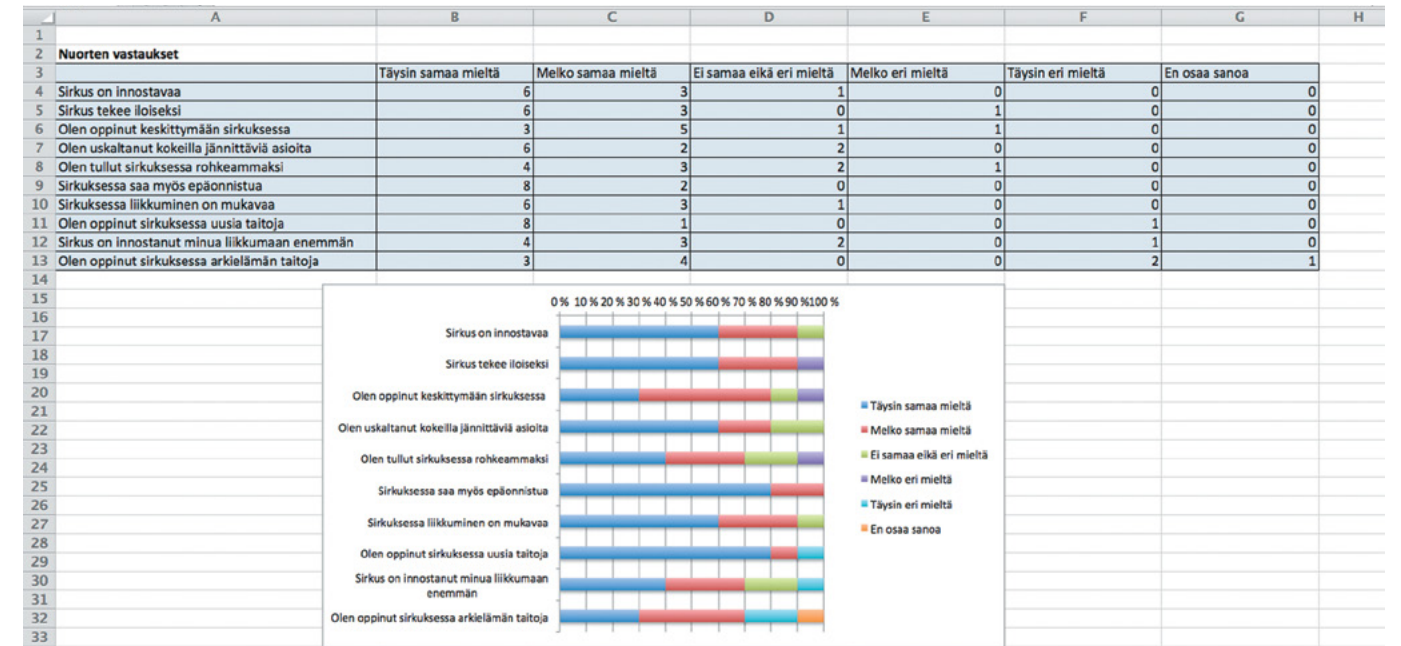 A B C D E F G H
1
2 Nuorten vastaukset
3 Täysin samaa mieltä Melko samaa mieltä Ei samaa eikä eri mieltä Melko eri mieltä Täysin eri mieltä En osaa sanoa
4 Sirkus on innostavaa 6 3 1 0 0 0
5 Sirkus tekee iloiseksi 6 3 0 1 0 0
6 Olen oppinut keskittymään sirkuksessa 3 5 1 1 0 0
7 Olen uskaltanut kokeilla jännittäviä asioita 6 2 2 0 0 0
8 Olen tullut sirkuksessa rohkeammaksi 4 3 2 1 0 0
9 Sirkuksessa saa myös epäonnistua 8 2 0 0 0 0
10 Sirkuksessa liikkuminen on mukavaa 6 3 1 0 0 0
11 Olen oppinut sirkuksessa uusia taitoja 8 1 0 0 1 0
12 Sirkus on innostanut minua liikkumaan enemmän 4 3 2 0 1 0
13 Olen oppinut sirkuksessa arkielämän taitoja 3 4 0 0 2 1
14
15
16
17
18
19
20
21
22
23
24
25
26
27
28
29
30
31
32
33
0 % 10 % 20 % 30 % 40 % 50 % 60 % 70 % 80 % 90 % 100 %
Sirkus on innostavaa
Sirkus tekee iloiseksi
Olen oppinut keskittymään sirkuksessa
Olen uskaltanut kokeilla jännittäviä asioita
Olen tullut sirkuksessa rohkeammaksi
Sirkuksessa saa myös epäonnistua
Sirkuksessa liikkuminen on mukavaa
Olen oppinut sirkuksessa uusia taitoja
Sirkus on innostanut minua liikkumaan
enemmän
Olen oppinut sirkuksessa arkielämän taitoja
Täysin samaa mieltä
Melko samaa mieltä
Ei samaa eikä eri mieltä
Melko eri mieltä
Täysin eri mieltä
En osaa sanoa